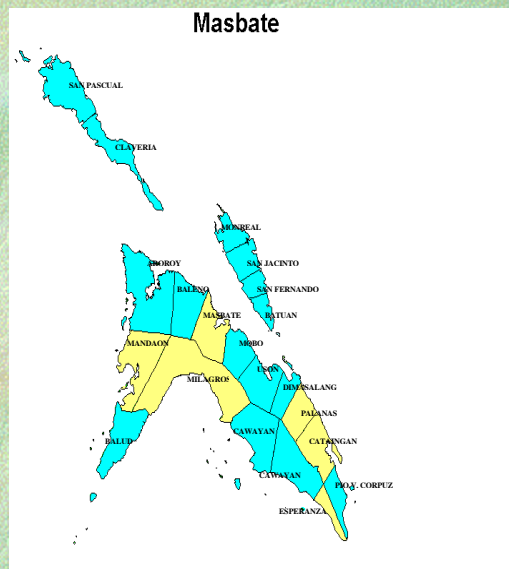 Masbate
SAN PASCUAL
CLAVERIA
MONREAL
SAN JACINTO
SAN FERNANDO
BATUAN
AROROY
BALENO
MASBATE
MANDAON
MOBO
USON
MILAGROS
DIMASALANG
PALANAS
CAWAYAN
CATAINGAN
BALUD
CAWAYAN
PIO V. CORPUZ
ESPERANZA